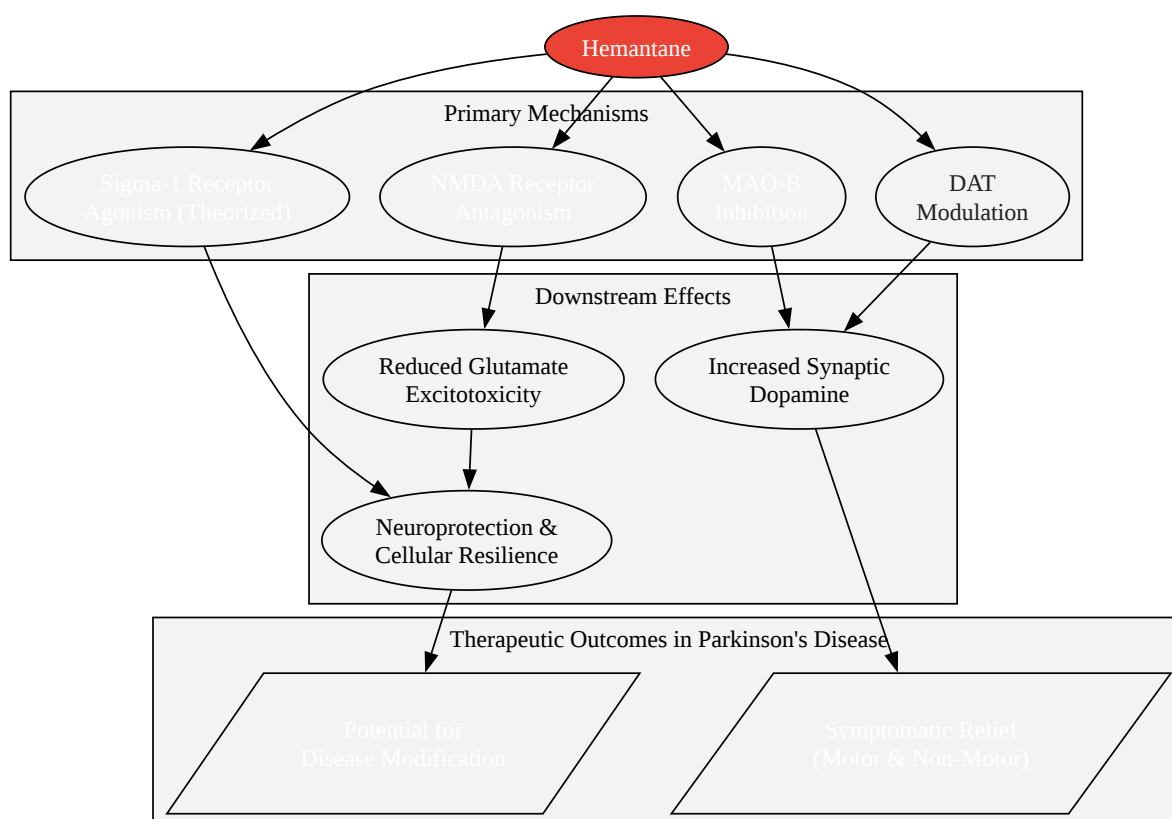 Hemantane
Primary Mechanisms
Sigma-1 Receptor
Agonism (Theorized)
NMDA Receptor
Antagonism
MAO-B
Inhibition
DAT
Modulation
Downstream Effects
Reduced Glutamate
Excitotoxicity
Increased Synaptic
Dopamine
Neuroprotection &
Cellular Resilience
Therapeutic Outcomes in Parkinson's Disease
Potential for
Disease Modification
Symptomatic Relief
(Motor & Non-Motor)